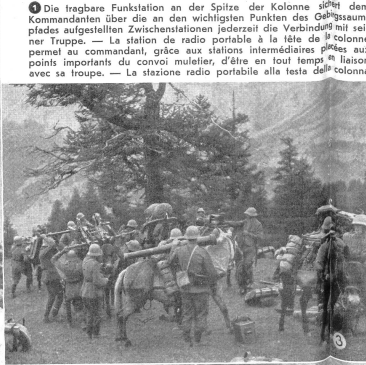 ❶ Die tragbare Funkstation an der Spitze der Kolonne sichert dem
Kommandanten über die an den wichtigsten Punkten des Gebirgssaum-
pfades aufgestellten Zwischenstationen jederzeit die Verbindung mit sei-
ner Truppe. — La station de radio portable à la tête de la colonne
permet au commandant, grâce aux stations intermédiaires placées aux
points importants du convoi muletier, d'être en tout temps en liaison
avec sa troupe. — La stazione radio portabile alla testa della colonna
3